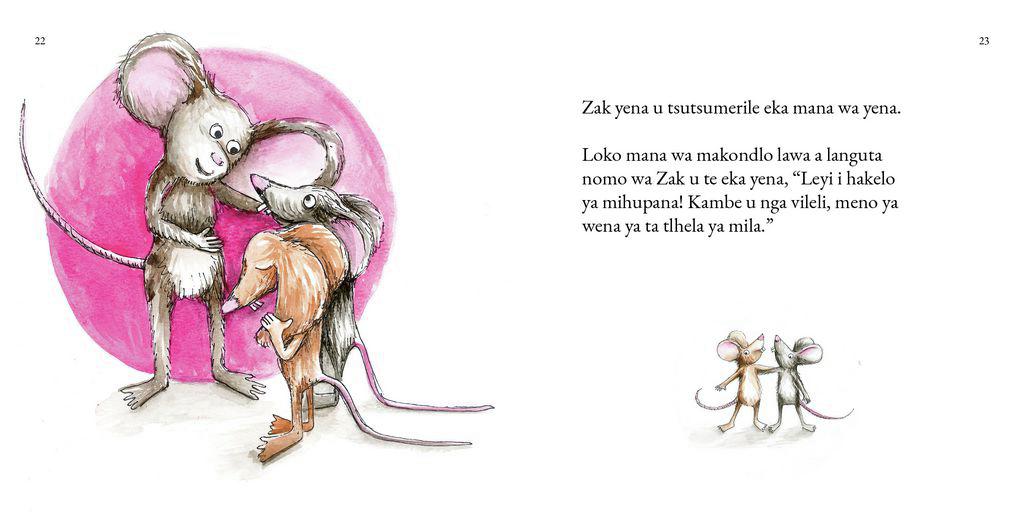 22
23
Zak yena u tsutsumerile eka mana wa yena.
Loko mana wa makondlo lawa a languta
nomo wa Zak u te eka yena, “Leyi i hakelo
ya mihupana! Kambe u nga vileli, meno ya
wena ya ta tlhela ya mila.”